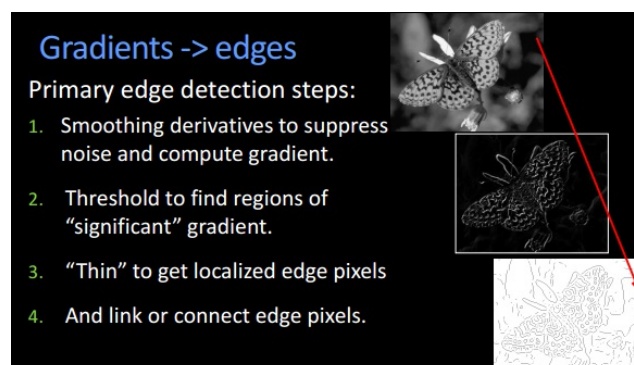 Gradients -> edges
Primary edge detection steps:
1. Smoothing derivatives to suppress
noise and compute gradient.
2. Threshold to find regions of
“significant” gradient.
3. “Thin” to get localized edge pixels
4. And link or connect edge pixels.